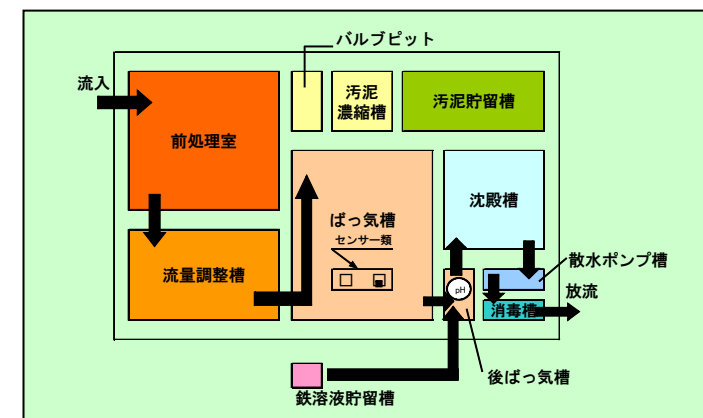 バルブピット
流入
汚泥
濃縮槽
汚泥貯留槽
前処理室
沈殿槽
ばっ気槽
センサー類
流量調整槽
散水ポンプ槽
pH
放流
消毒槽
後ばっ気槽
鉄溶液貯留槽